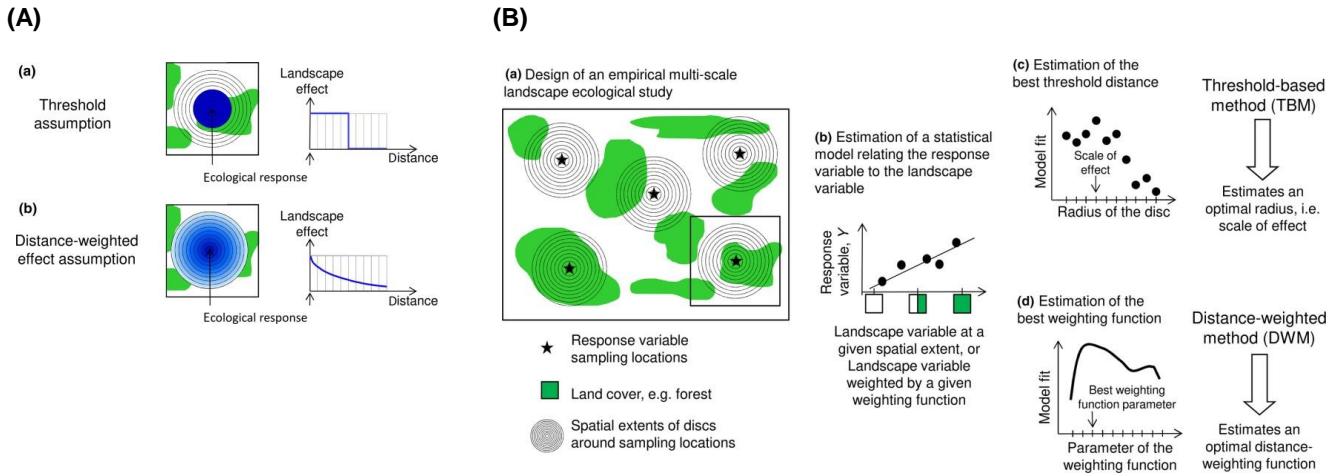 (A)
(a)
Threshold
assumption
Landscape
effect
Distance
Ecological response
(b)
Distance-weighted
effect assumption
Landscape
effect
Distance
Ecological response
(B)
(a) Design of an empirical multi-scale
landscape ecological study
Response variable
sampling locations
Land cover, e.g. forest
Spatial extents of discs
around sampling locations
(b) Estimation of a statistical
model relating the response
variable to the landscape
variable
Response
variable, Y
Landscape variable at a
given spatial extent, or
Landscape variable
weighted by a given
weighting function
(c) Estimation of the
best threshold distance
Model fit
Scale of
effect
Radius of the disc
Threshold-based
method (TBM)
Estimates an
optimal radius, i.e.
scale of effect
(d) Estimation of the
best weighting function
Model fit
Best weighting
function parameter
Parameter of the
weighting function
Distance-weighted
method (DWM)
Estimates an
optimal distance-
weighting function